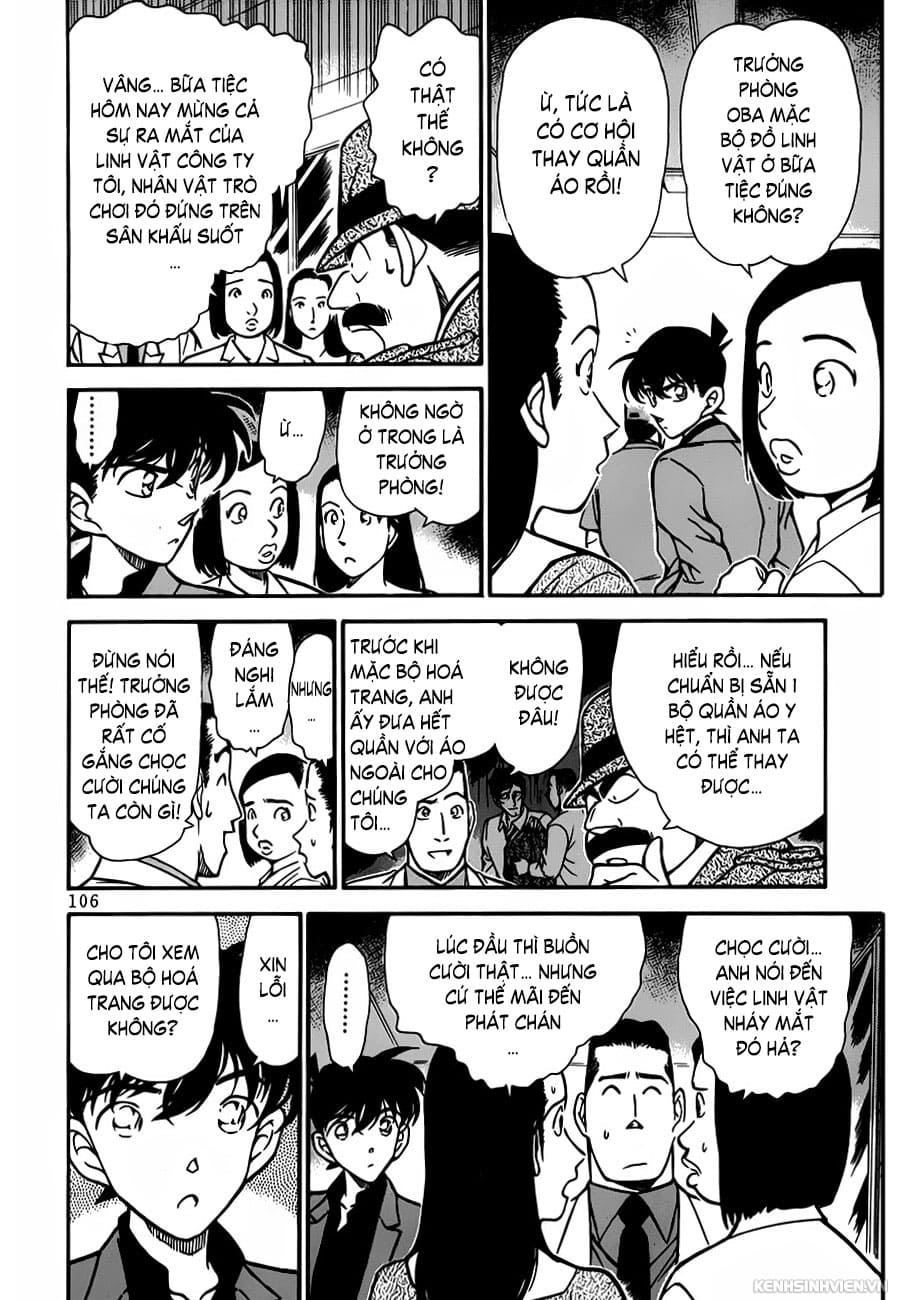 TRƯỞNG
PHÒNG
OBA MẶC
BỘ ĐỒ LINH
VẬT Ở BỮA
TIỆC ĐÚNG
KHÔNG?
Ừ, TỨC LÀ
CÓ CƠ HỘI
THAY QUẦN
ÁO RỒI!
CÓ
THẬT
THẾ
KHÔNG
?
VÂNG... BỮA TIỆC
HÔM NAY MỪNG CẢ
SỰ RA MẮT CỦA
LINH VẬT CÔNG TY
TÔI, NHÂN VẬT TRÒ
CHƠI ĐÓ ĐỨNG TRÊN
SÂN KHẤU SUỐT
...
KHÔNG NGỜ
Ở TRONG LÀ
TRƯỞNG
PHÒNG!
Ừ...
........
HIỂU RỒI... NẾU
CHUẨN BỊ SẴN 1
BỘ QUẦN ÁO Y
HỆT, THÌ ANH TA
CÓ THỂ THAY
ĐƯỢC...
KHÔNG
ĐƯỢC
ĐÂU!
TRƯỚC KHI
MẶC BỘ HOÁ
TRANG, ANH
ẤY ĐƯA HẾT
QUẦN VỚI ÁO
NGOÀI CHO
CHÚNG
TÔI...
NHƯNG
...
ĐÁNG
NGHI
LẮM
...
ĐỪNG NÓI
THẾ! TRƯỞNG
PHÒNG ĐÃ
RẤT CỐ
GẮNG CHỌC
CƯỜI CHÚNG
TA CÒN GÌ!
106
CHỌC CƯỜI...
ANH NÓI ĐẾN
VIỆC LINH VẬT
NHÁY MẮT
ĐÓ HẢ?
LÚC ĐẦU THÌ BUỒN
CƯỜI THẬT... NHƯNG
CỨ THẾ MÃI ĐẾN
PHÁT CHÁN
...
........
XIN
LỖI
...
CHO TÔI XEM
QUA BỘ HOÁ
TRANG ĐƯỢC
KHÔNG?
KENHSINHVIEN.VN